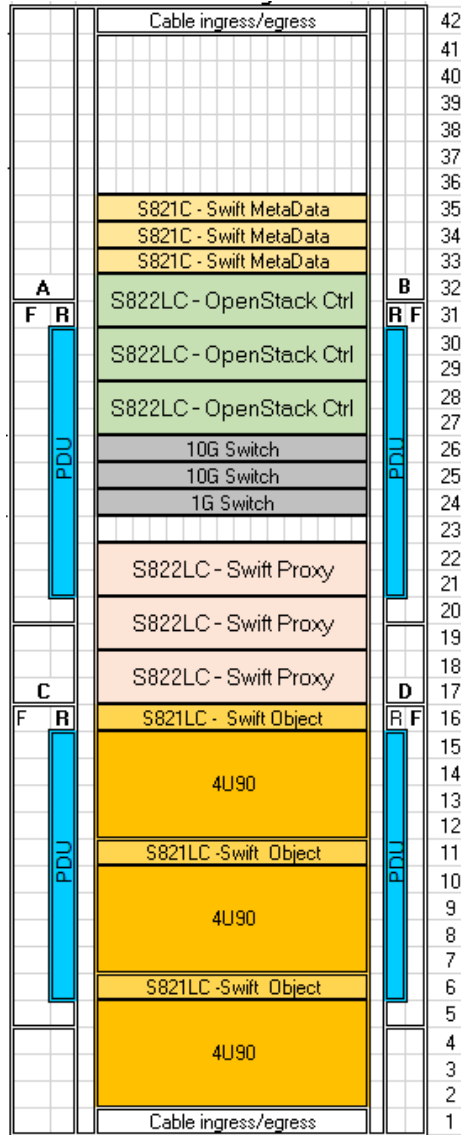 Cable ingress/egress 42
41
40
39
38
37
36
S821C - Swift MetaData 35
S821C - Swift MetaData 34
S821C - Swift MetaData 33
A B 32
S822LC - OpenStack Ctrl
F R R F 31
30
S822LC - OpenStack Ctrl
29
28
S822LC - OpenStack Ctrl
27
10G Switch 26
PDU 10G Switch PDU 25
1G Switch 24
23
22
S822LC - Swift Proxy
21
20
S822LC - Swift Proxy
19
18
S822LC - Swift Proxy
C D 17
F R S821LC - Swift Object R F 16
15
14
4U90
13
12
S821LC -Swift Object 11
PDU PDU
10
9
4U90
8
7
S821LC -Swift Object 6
5
4
4U90
3
2
Cable ingress/egress 1